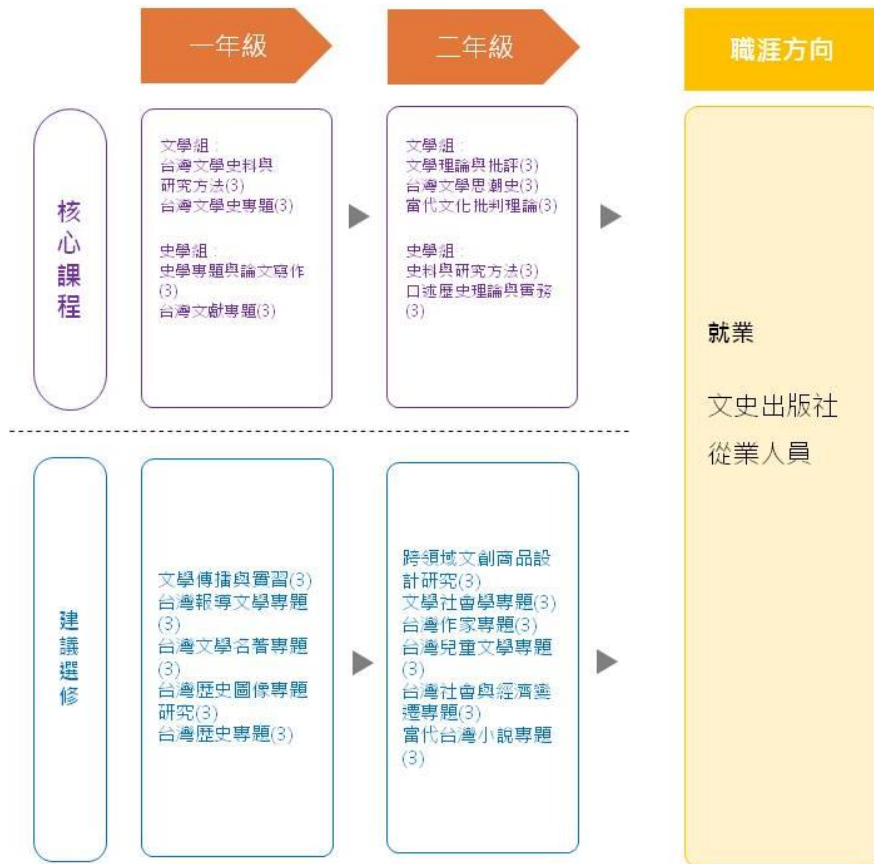 一年級
二年級
職涯方向
核心課程
文學組：
台灣文學史料與
研究方法(3)
台灣文學史專題(3)
史學組：
史學專題與論文寫作
(3)
台灣文獻專題(3)
文學組：
文學理論與批評(3)
台灣文學思潮史(3)
當代文化批判理論(3)
史學組：
史料與研究方法(3)
口述歷史理論與實務
(3)
就業
文史出版社
從業人員
建議選修
文學傳播與實習(3)
台灣報導文學專題
(3)
台灣文學名著專題
(3)
台灣歷史圖像專題
研究(3)
台灣歷史專題(3)
跨領域文創商品設
計研究(3)
文學社會學專題(3)
台灣作家專題(3)
台灣兒童文學專題
(3)
台灣社會與經濟變
遷專題(3)
當代台灣小說專題
(3)